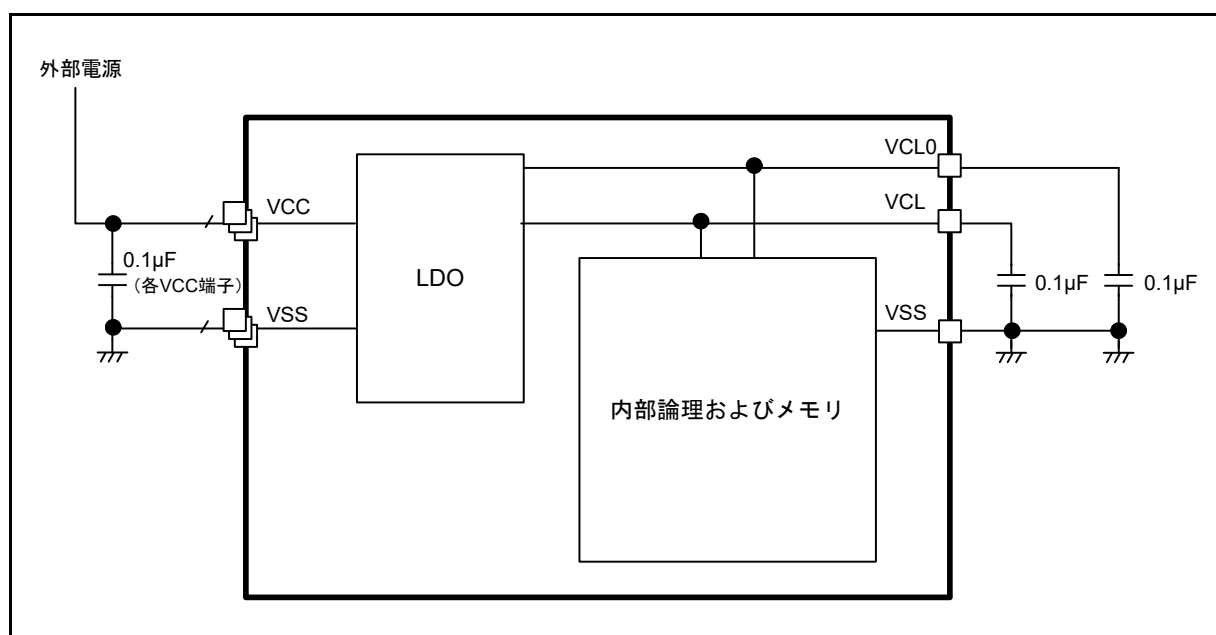 外部電源
VCL0
VCC
VCL
0.1µF
(各VCC端子)
LDO
0.1µF
0.1µF
VSS
VSS
内部論理およびメモリ